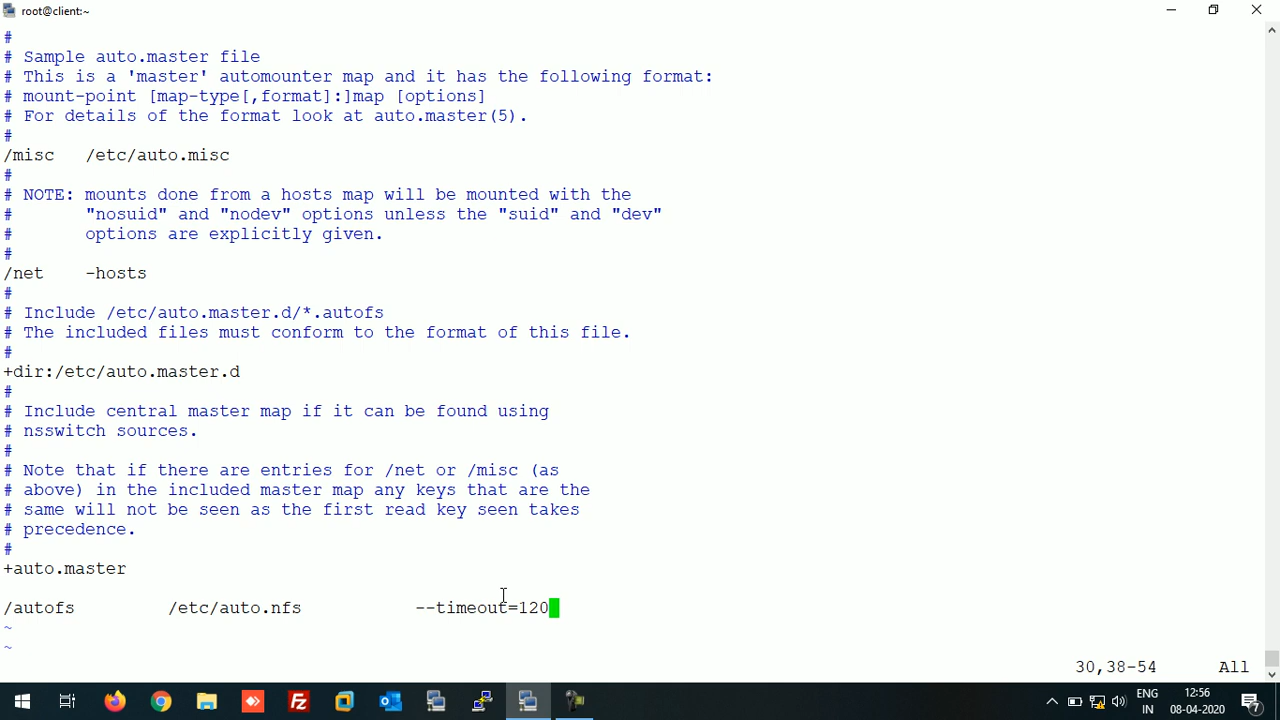 root@client:~
#
# Sample auto.master file
# This is a 'master' automounter map and it has the following format:
# mount-point [map-type[,format]:]map [options]
# For details of the format look at auto.master(5).
#
/misc   /etc/auto.misc
#
# NOTE: mounts done from a hosts map will be mounted with the
#       "nosuid" and "nodev" options unless the "suid" and "dev"
#       options are explicitly given.
#
/net    -hosts
#
# Include /etc/auto.master.d/*.autofs
# The included files must conform to the format of this file.
#
+dir:/etc/auto.master.d
#
# Include central master map if it can be found using
# nsswitch sources.
#
# Note that if there are entries for /net or /misc (as
# above) in the included master map any keys that are the
# same will not be seen as the first read key seen takes
# precedence.
#
+auto.master
/autofs         /etc/auto.nfs           --timeout=120
~
~
30,38-54      All
ENG
IN
12:56
08-04-2020
7